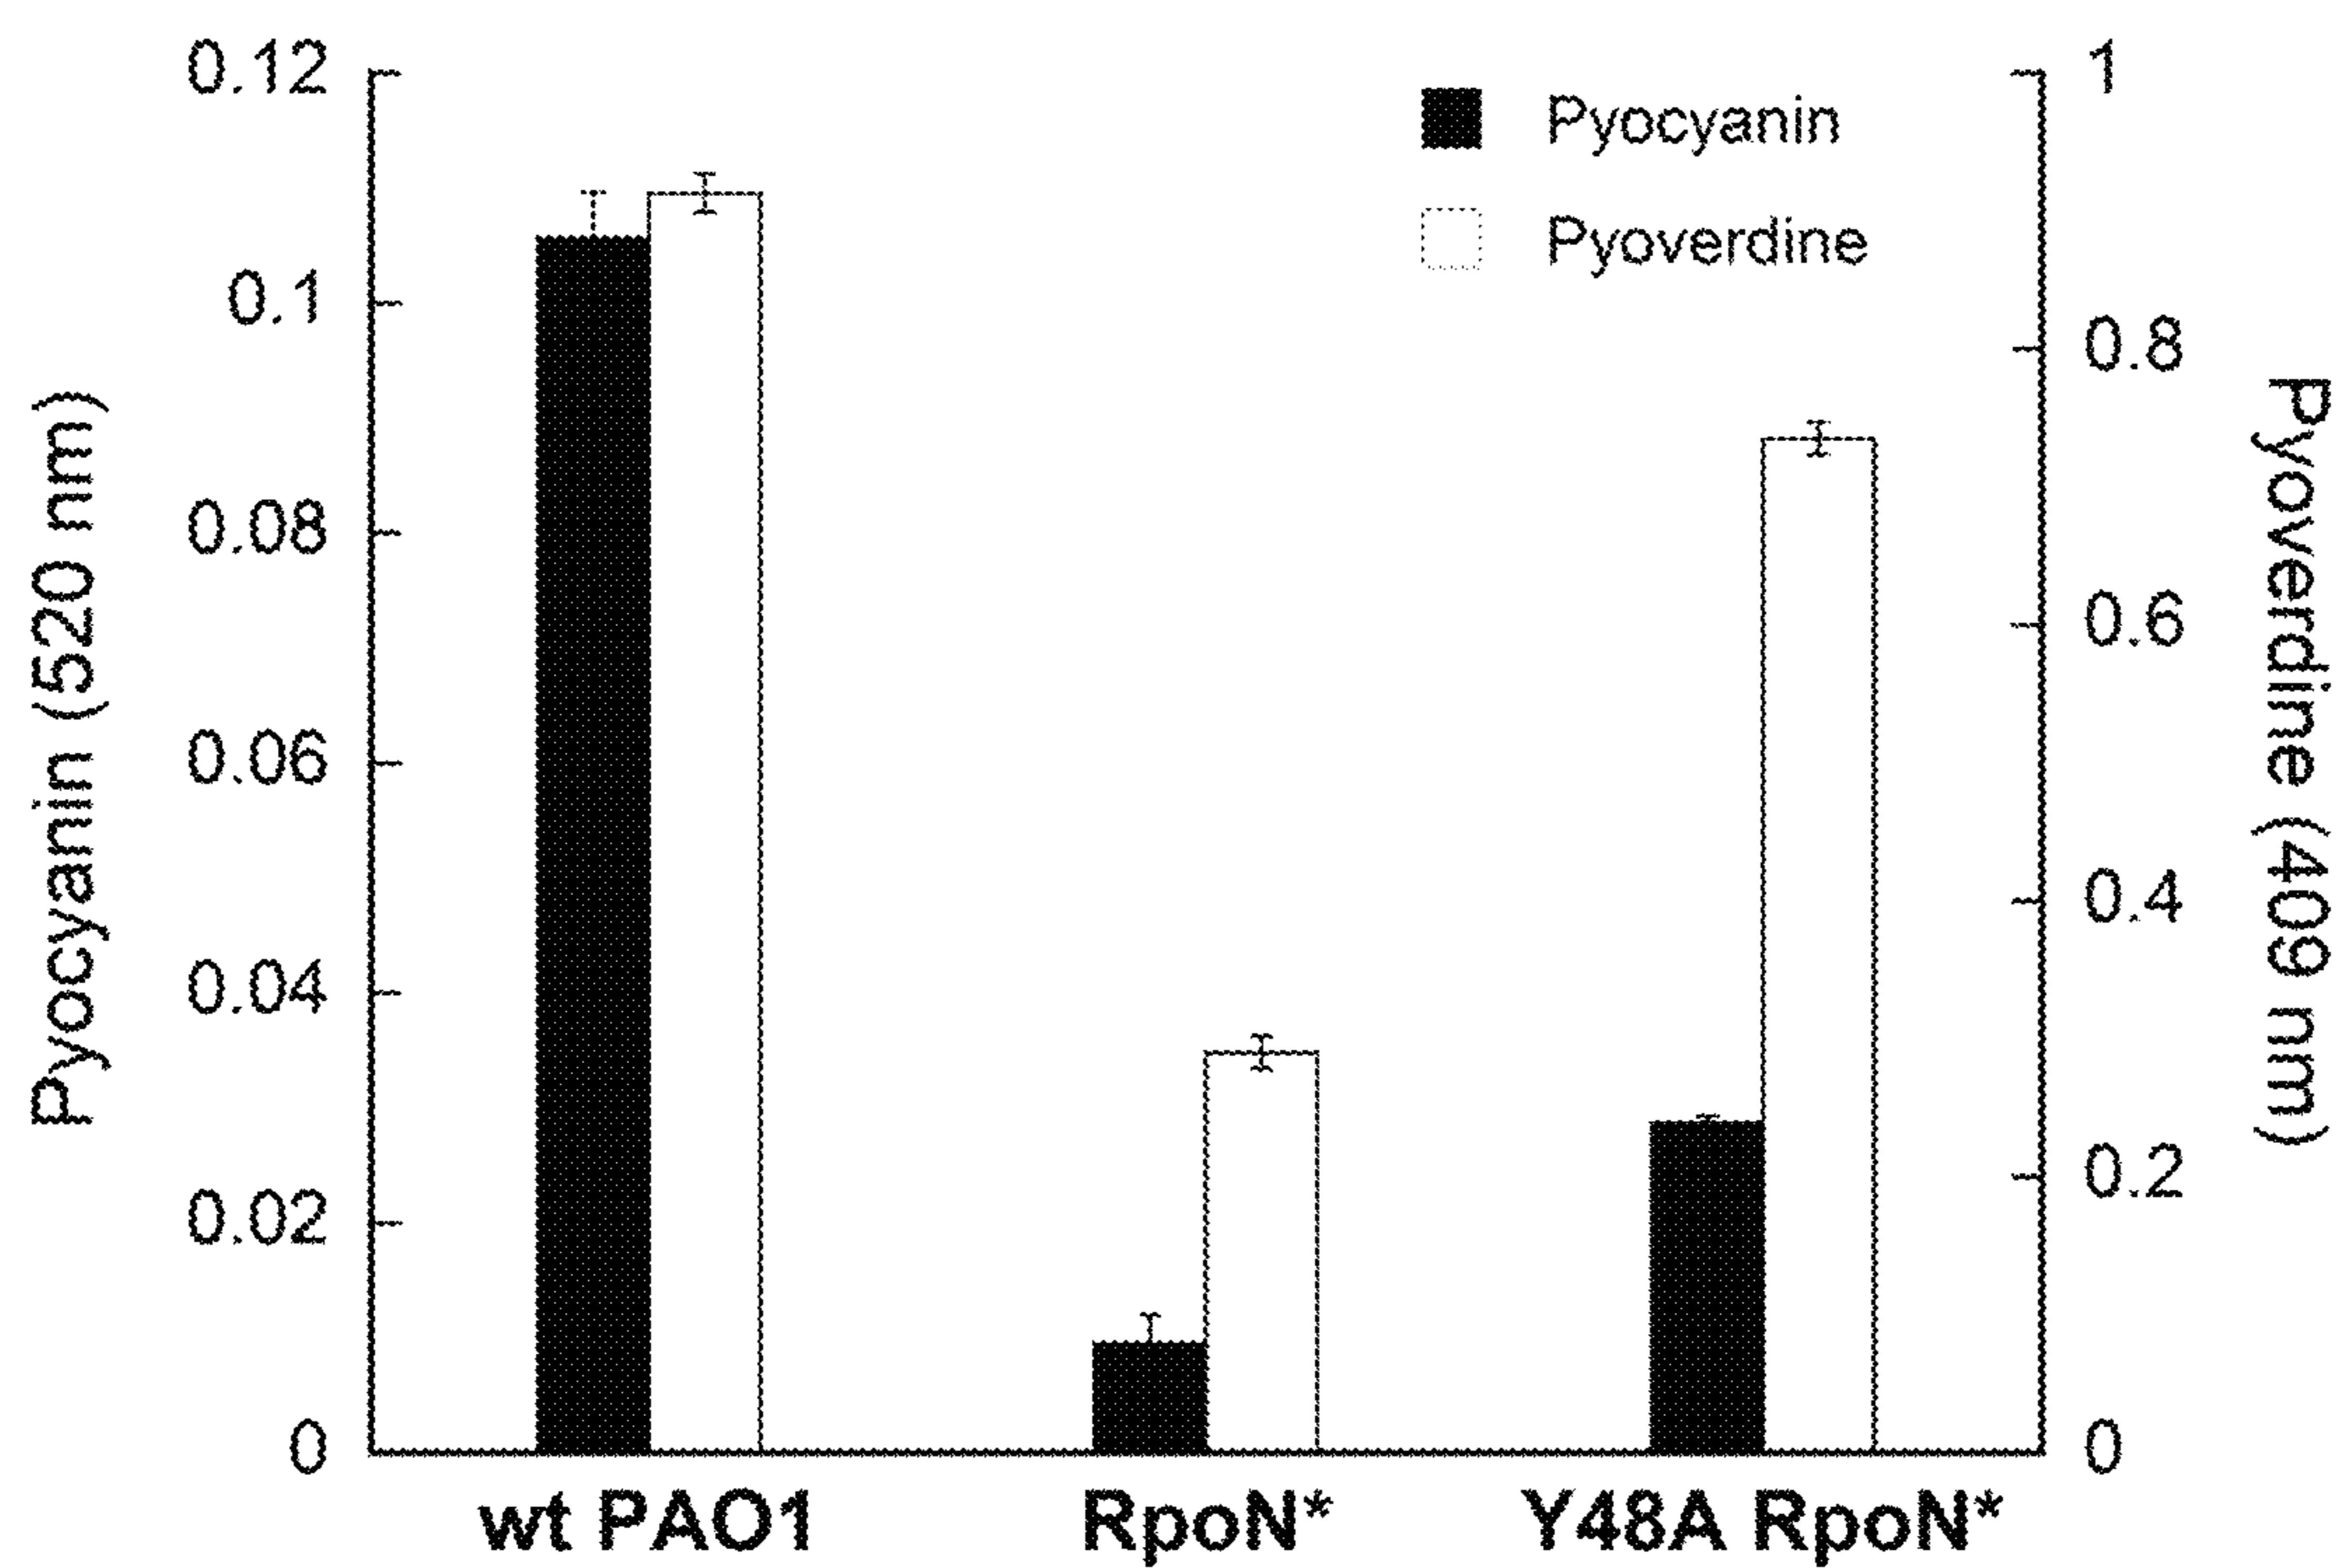 Pyocyanin (520 nm)
0.12
0.1
0.08
0.06
0.04
0.02
0
Pyocyanin
Pyoverdine
1
0.8
0.6
0.4
0.2
0
Pyoverdine (409 nm)
wt PAO1
RpoN*
Y48A RpoN*